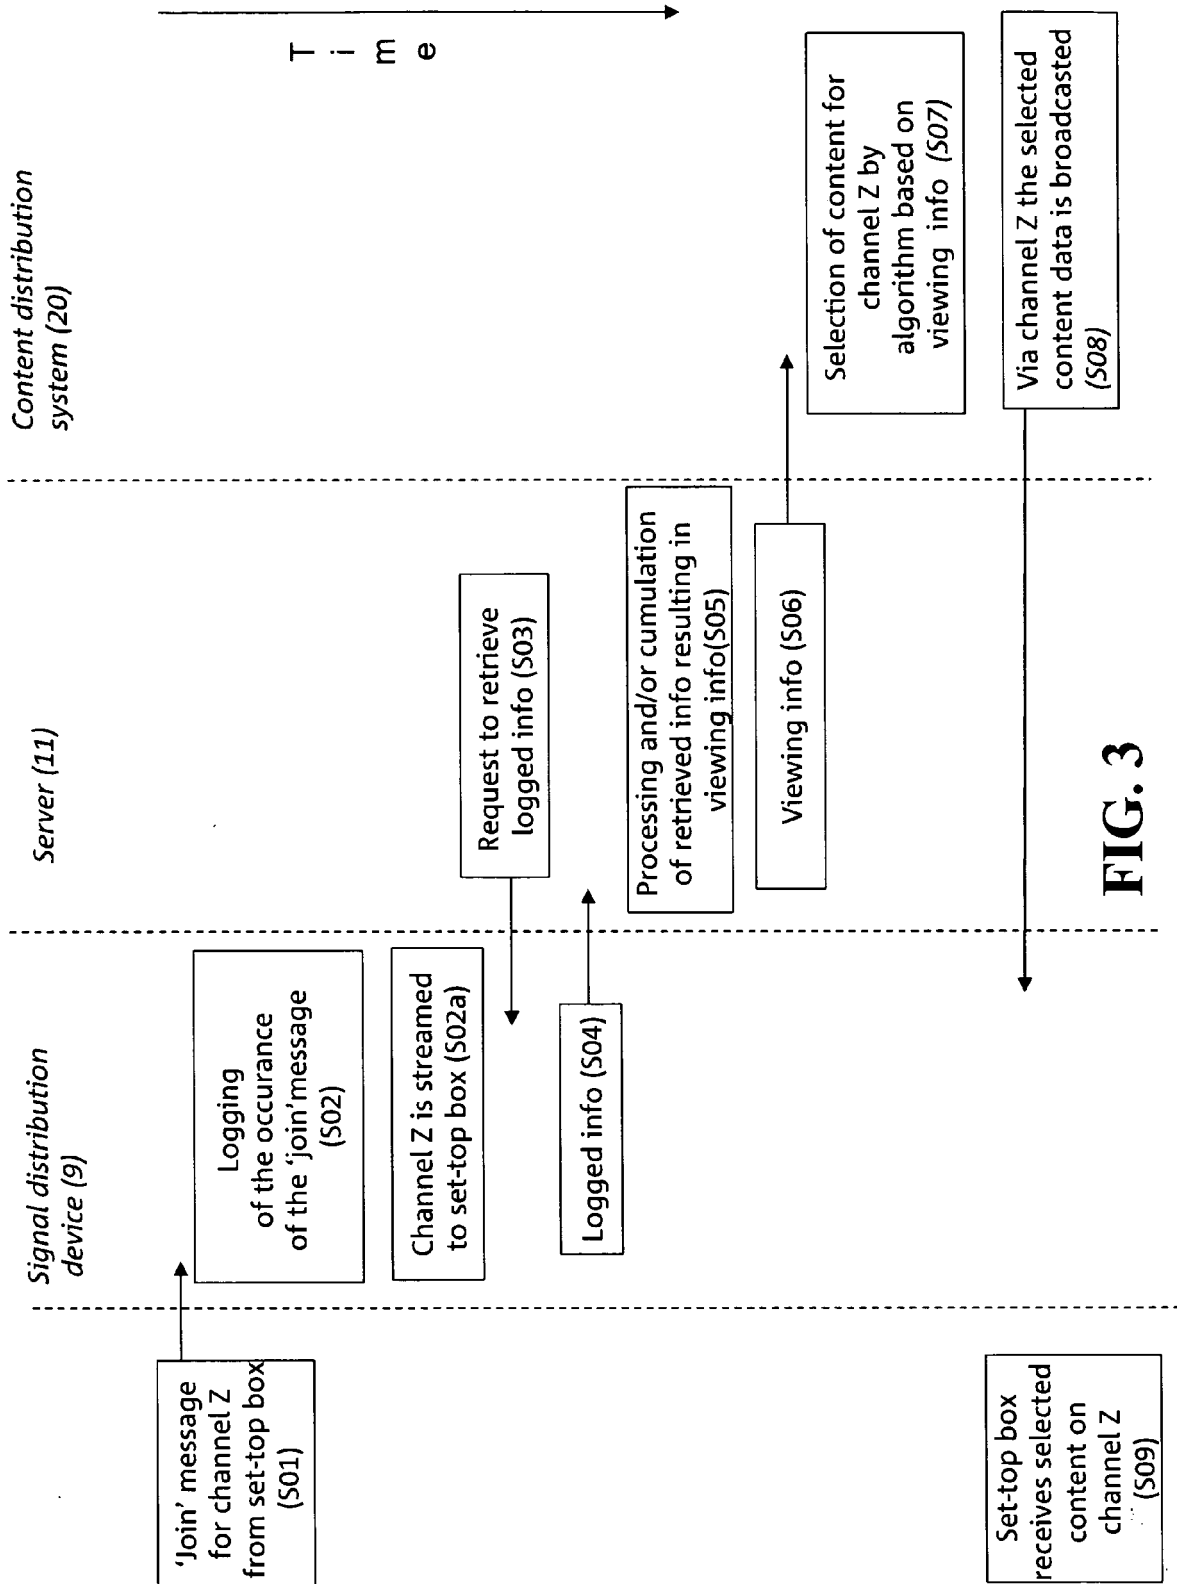 Signal distribution
device (9)
Server (11)
Content distribution
system (20)
T
i
m
e
'Join' message
for channel Z
from set-top box
(S01)
Logging
of the occurance
of the 'join'message
(S02)
Channel Z is streamed
to set-top box (S02a)
Request to retrieve
logged info (S03)
Logged info (S04)
Processing and/or cumulation
of retrieved info resulting in
viewing info(S05)
Viewing info (S06)
Selection of content for
channel Z by
algorithm based on
viewing info (S07)
Via channel Z the selected
content data is broadcasted
(S08)
Set-top box
receives selected
content on
channel Z
(S09)
FIG. 3